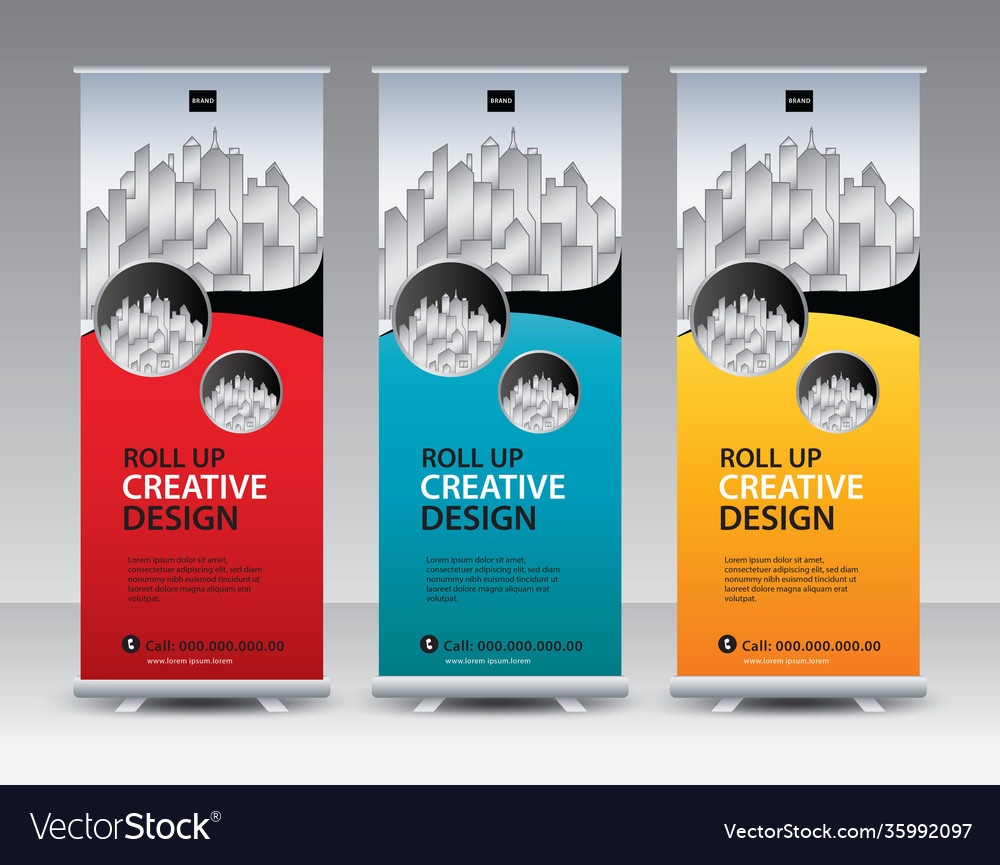 BRAND
ROLL UP
CREATIVE
DESIGN
Lorem ipsum dolor sit amet,
consectetuer adipiscing elit, sed diam
nonummy nibh euismod tincidunt ut
leore dolore magna aliquam erat
volutpat.
Call: 000.000.000.00
www.lorem ipsum.lorem
BRAND
ROLL UP
CREATIVE
DESIGN
Lorem ipsum dolor sit amet,
consectetuer adipiscing elit, sed diam
nonummy nibh euismod tincidunt ut
leore dolore magna aliquam erat
volutpat.
Call: 000.000.000.00
www.lorem ipsum.lorem
BRAND
ROLL UP
CREATIVE
DESIGN
Lorem ipsum dolor sit amet,
consectetuer adipiscing elit, sed diam
nonummy nibh euismod tincidunt ut
leore dolore magna aliquam erat
volutpat.
Call: 000.000.000.00
www.lorem ipsum.lorem
VectorStock®
VectorStock.com/35992097